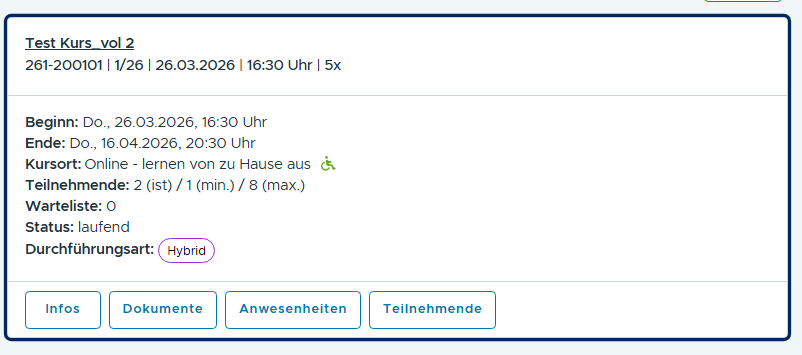 Test Kurs_vol 2
261-200101 | 1/26 | 26.03.2026 | 16:30 Uhr | 5x
Beginn: Do., 26.03.2026, 16:30 Uhr
Ende: Do., 16.04.2026, 20:30 Uhr
Kursort: Online - lernen von zu Hause aus
Teilnehmende: 2 (ist) / 1 (min.) / 8 (max.)
Warteliste: 0
Status: laufend
Durchführungsart: Hybrid
Infos Dokumente Anwesenheiten Teilnehmende